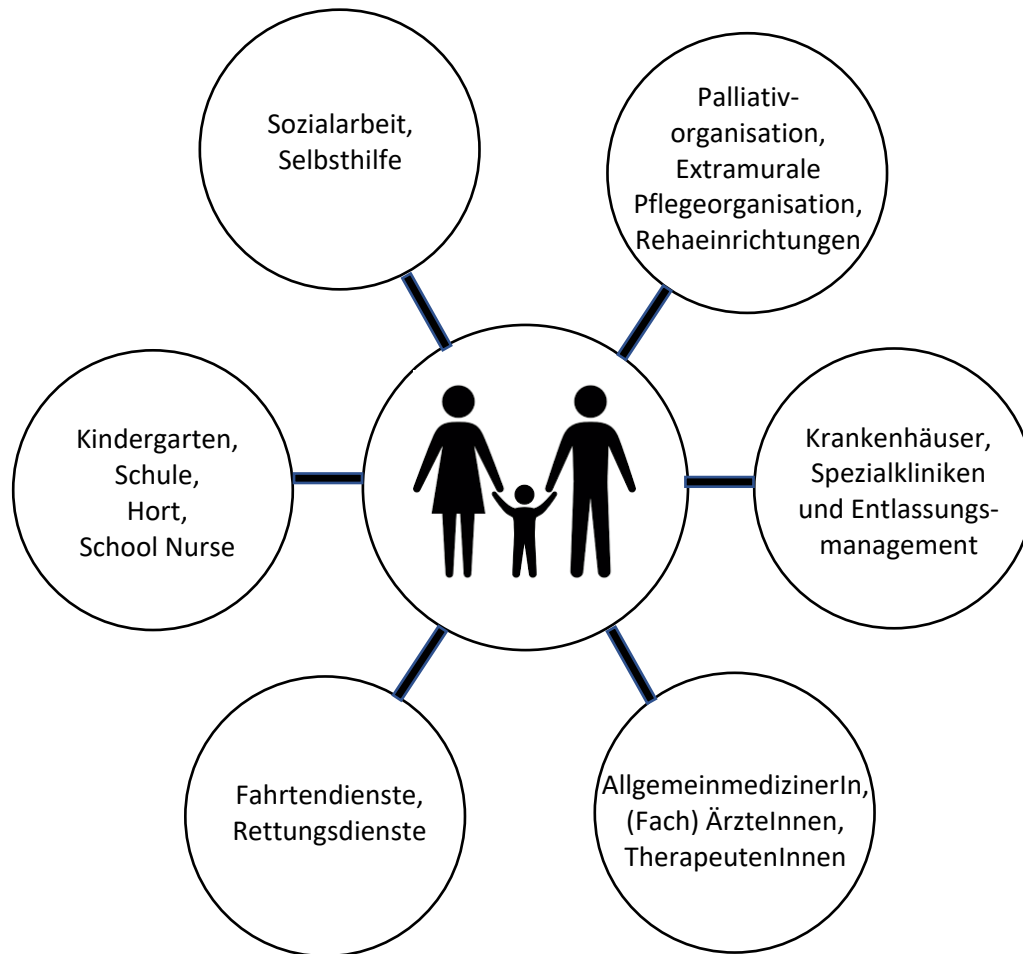 Sozialarbeit,
Selbsthilfe
Palliativ-
organisation,
Extramurale
Pflegeorganisation,
Rehaeinrichtungen
Kindergarten,
Schule,
Hort,
School Nurse
Krankenhäuser,
Spezialkliniken
und Entlassungs-
management
Fahrtendienste,
Rettungsdienste
AllgemeinmedizinerIn,
(Fach) ÄrzteInnen,
TherapeutenInnen